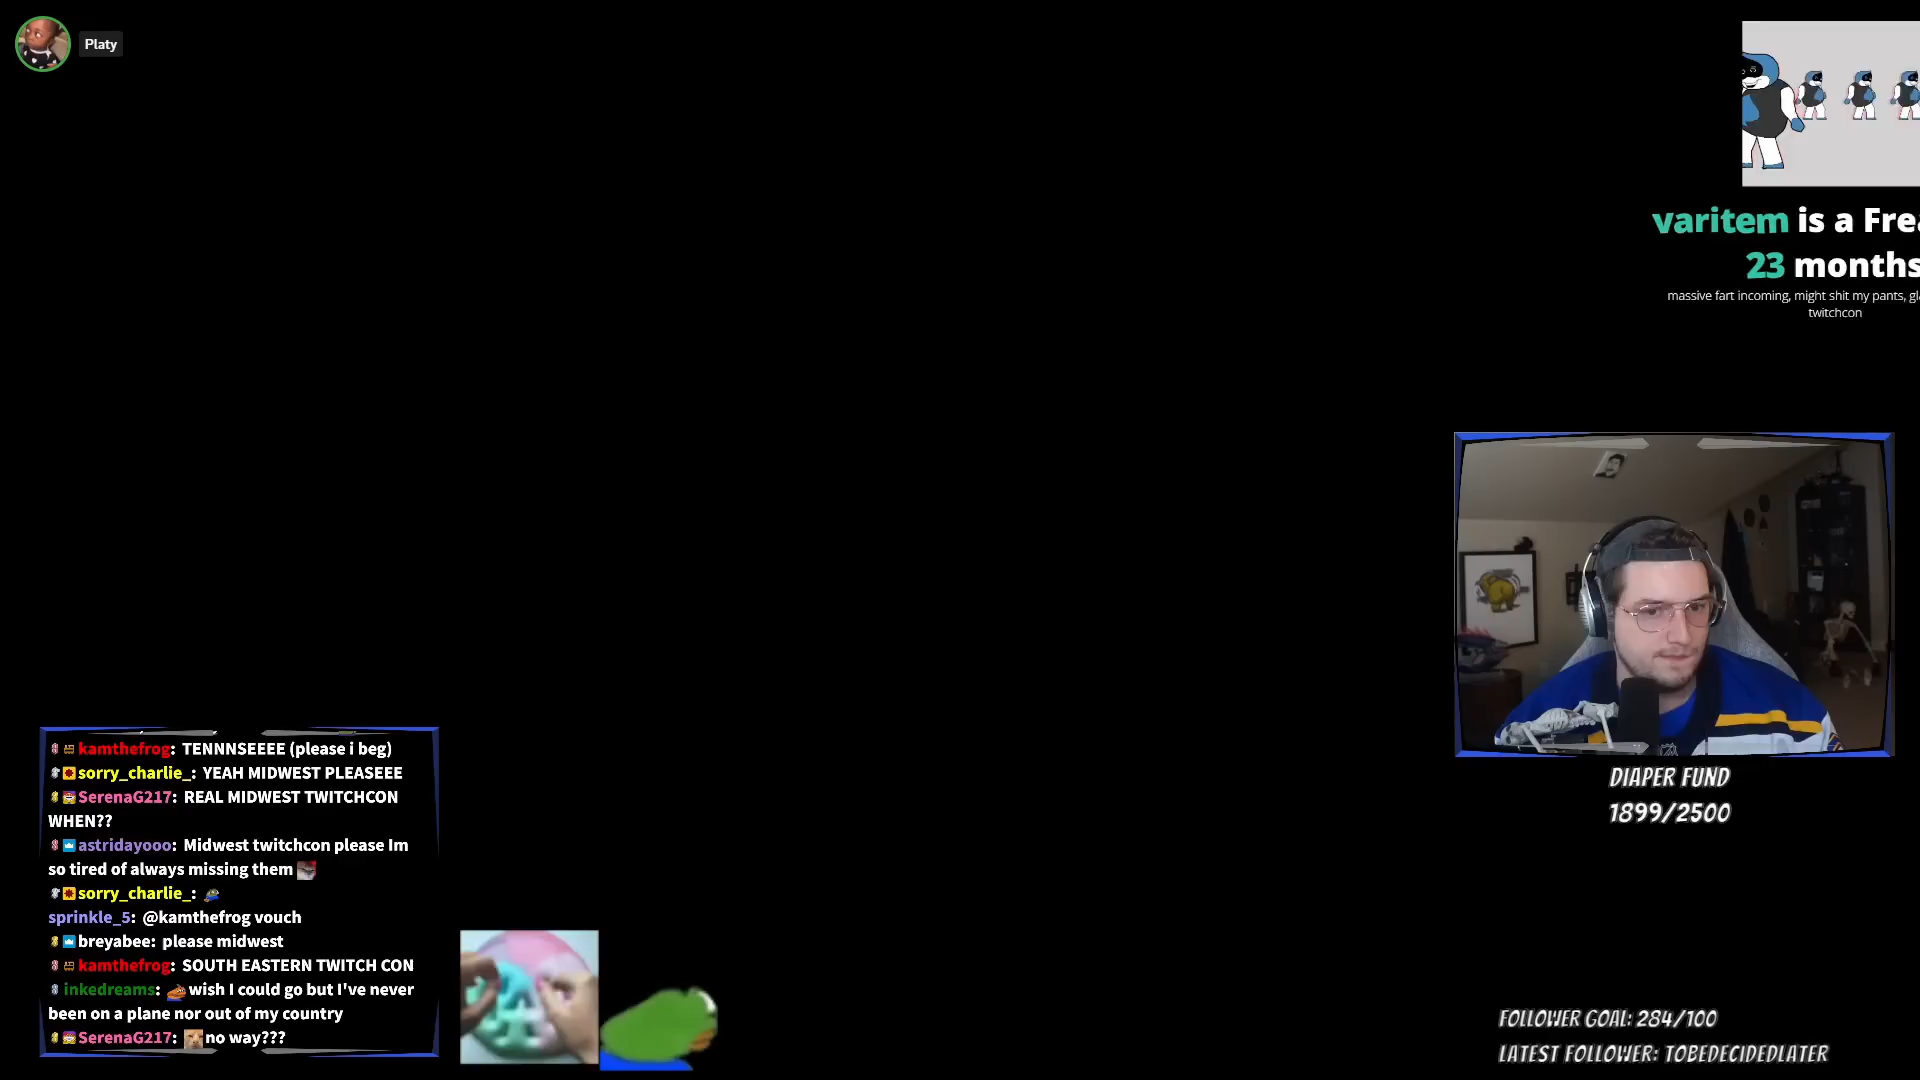 Platy
varitem is a Frea
23 months
massive fart incoming, might shit my pants, gl
twitchcon
kamthefrog: TENNNSEEEE (please i beg)
sorry_charlie_: YEAH MIDWEST PLEASEEE
SerenaG217: REAL MIDWEST TWITCHCON
WHEN??
astridayooo: Midwest twitchcon please Im
so tired of always missing them
sorry_charlie_:
sprinkle_5: @kamthefrog vouch
breyabee: please midwest
kamthefrog: SOUTH EASTERN TWITCH CON
inkedreams: wish I could go but I've never
been on a plane nor out of my country
SerenaG217: no way???
DIAPER FUND
1899/2500
FOLLOWER GOAL: 284/100
LATEST FOLLOWER: TOBEDECIDEDLATER